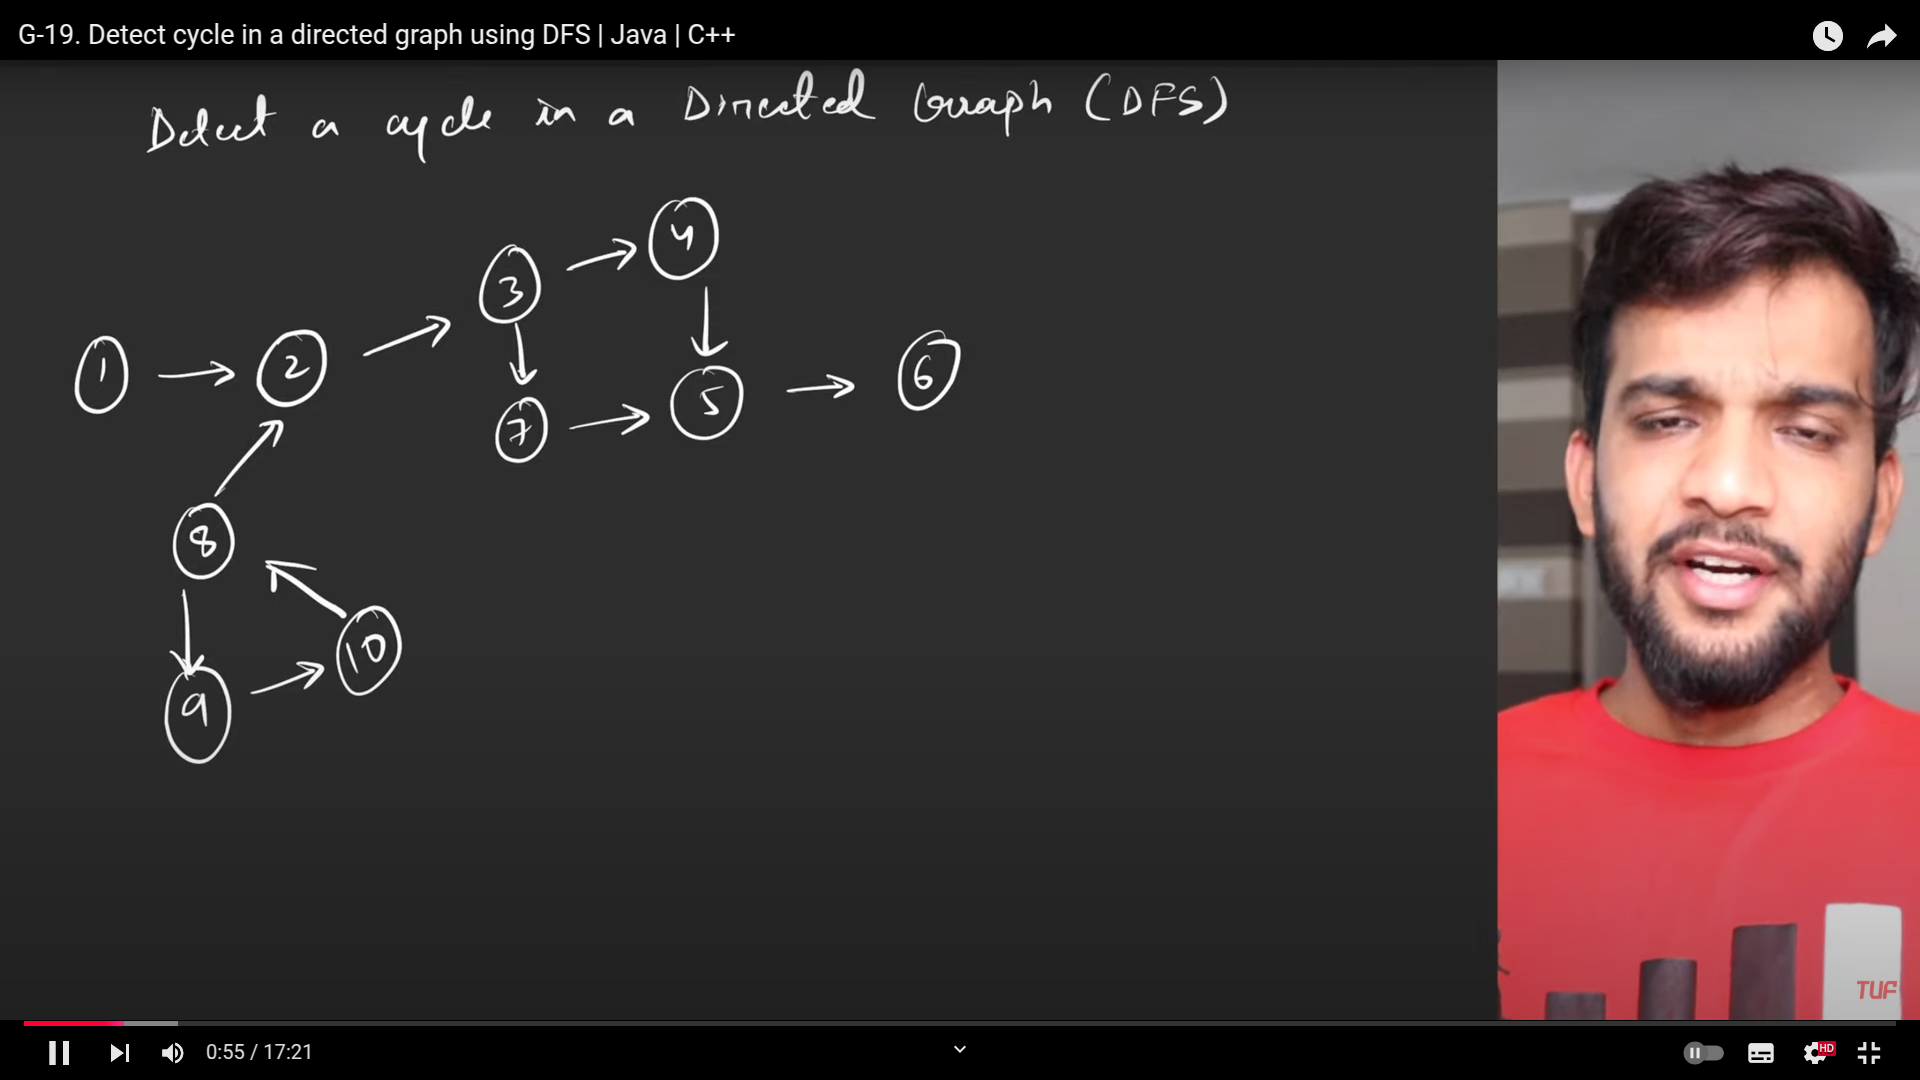 G-19. Detect cycle in a directed graph using DFS | Java | C++
Detect a cycle in a Directed Graph (DFS)
4
3
1
2
6
5
7
8
10
9
TUF
0:55 / 17:21
HD